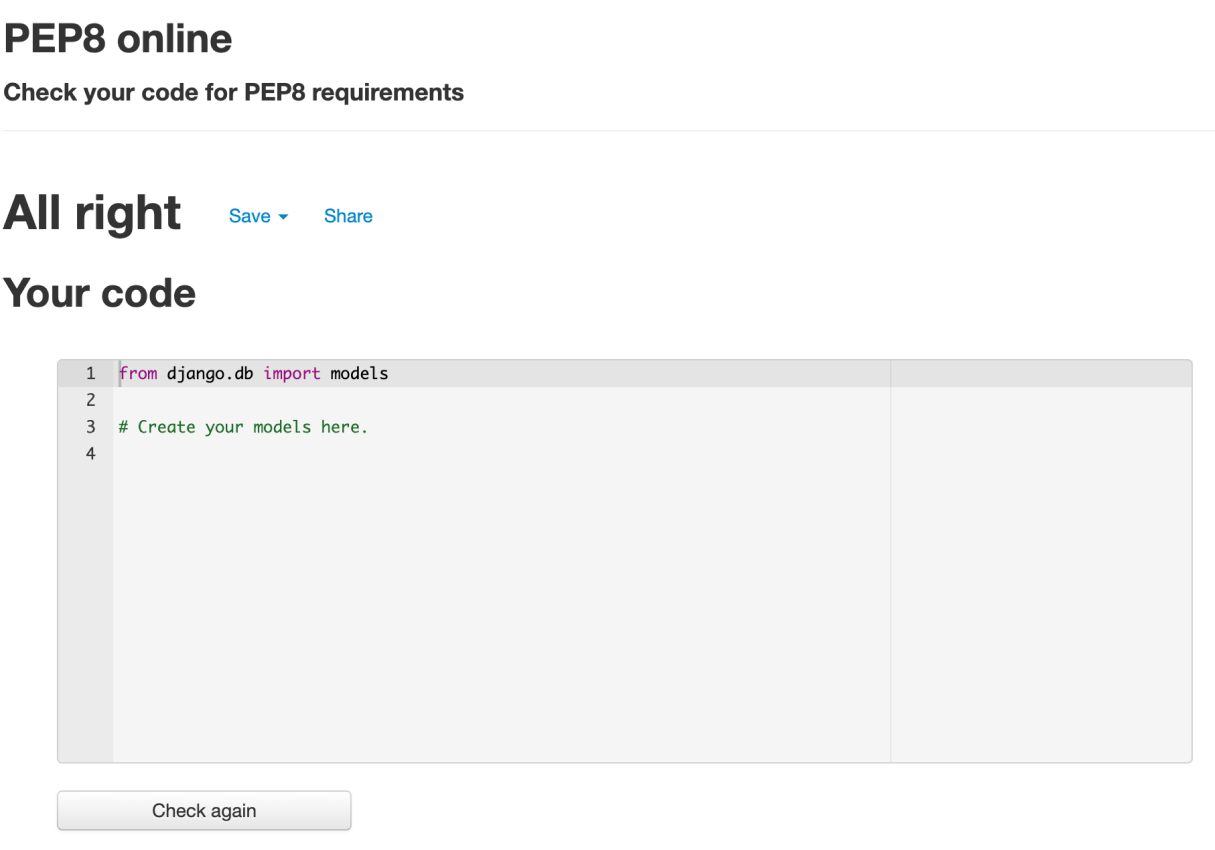 PEP8 online
Check your code for PEP8 requirements
All right Save Share
Your code
1 from django.db import models
2
3 # Create your models here.
4
Check again